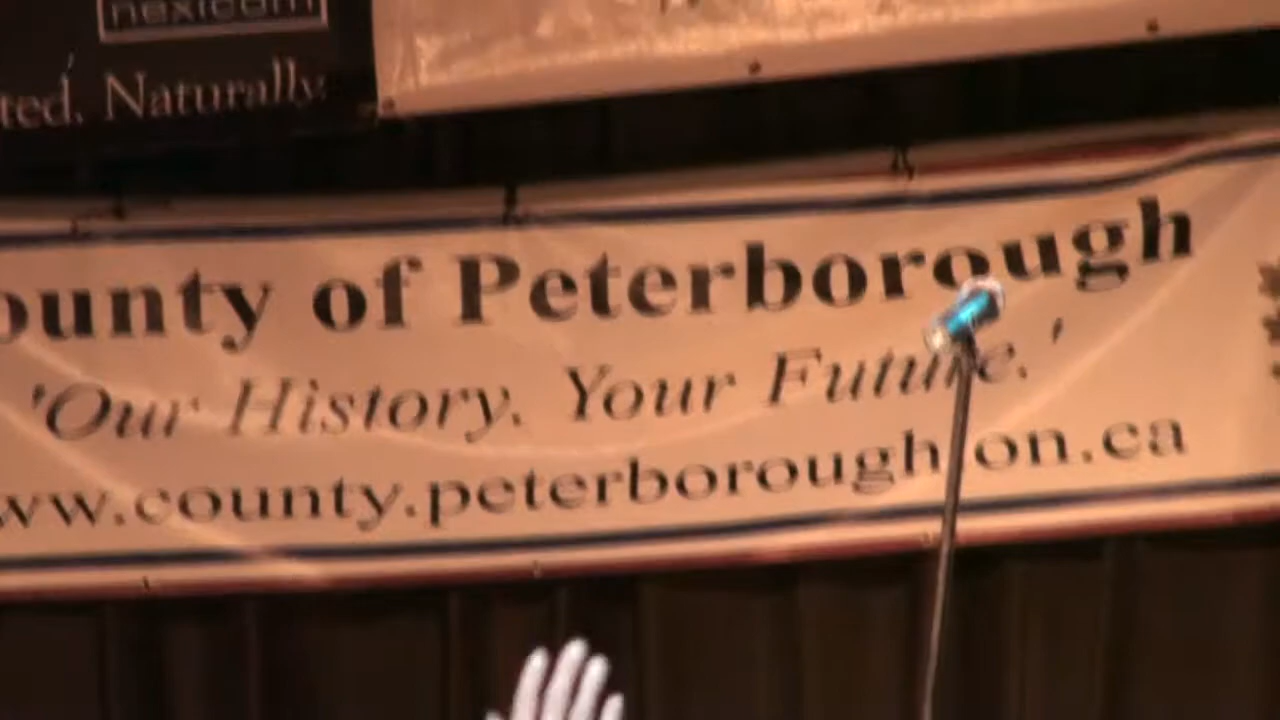 nexicom
ted. Naturally.
ounty of Peterborough
'Our History. Your Future.'
ww.county.peterborough.on.ca